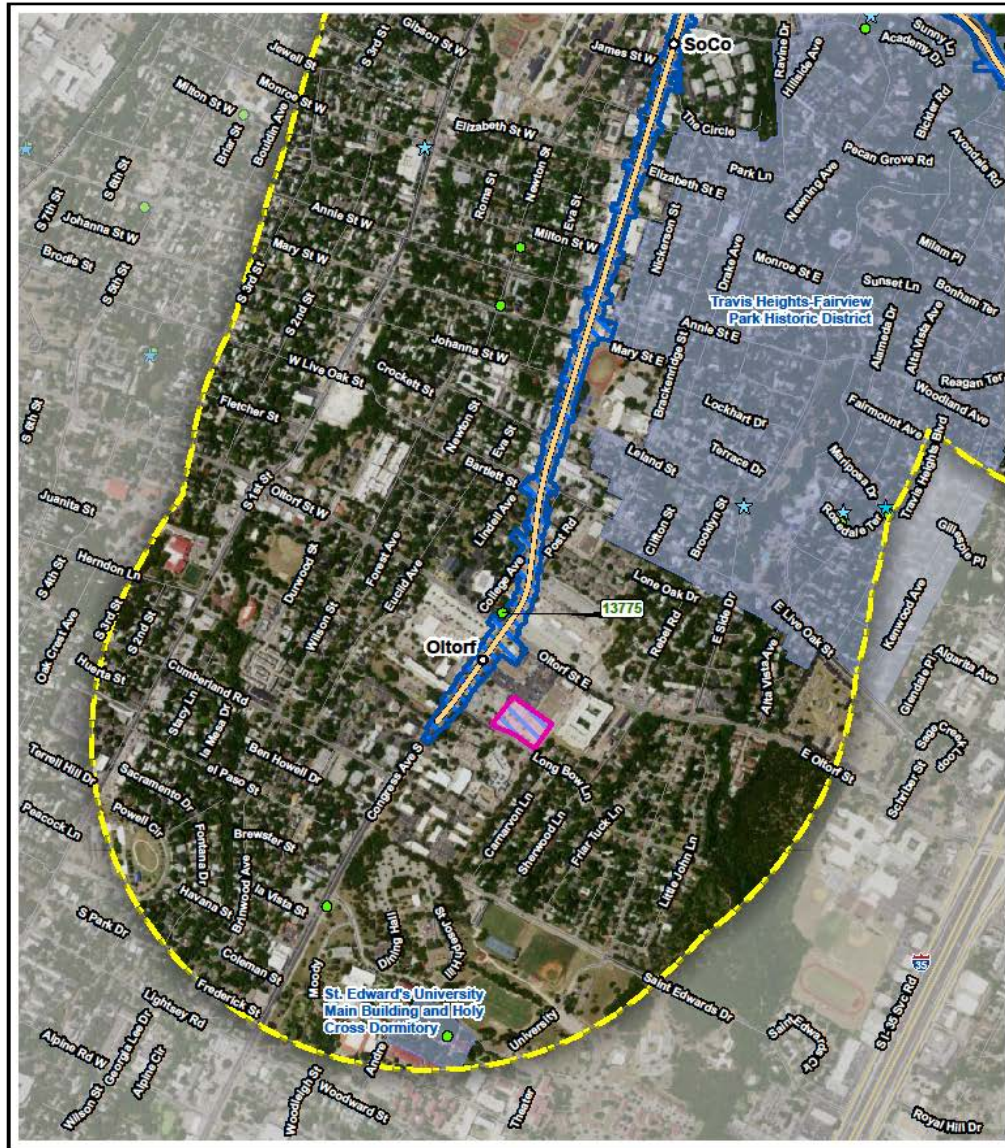 Gibson St W
S 3rd St
Jewell St
James St W
SoCo
Ravine Dr
Hillside Ave
Sunny Ln
Academy Dr
Milton St W
Monroe St W
Briar St
Bouldin Ave
Elizabeth St W
The Circle
Bickler Rd
Avondale Rd
Pecan Grove Rd
Park Ln
Newning Ave
Elizabeth St E
S 7th St
S 6th St
Roma St
Newton St
Eva St
Johanna St W
Brodie St
S 5th St
Annie St W
Mary St W
Milton St W
Nickerson St
Drake Ave
Monroe St E
Milam Pl
Sunset Ln
Bonham Ter
S 3rd St
S 2nd St
Travis Heights-Fairview
Park Historic District
Annie St E
Alameda Dr
Alta Vista Ave
Johanna St W
Mary St E
Brackenridge St
Reagan Ter
W Live Oak St
Crockett St
Woodland Ave
Fletcher St
Lockhart Dr
Fairmount Ave
Travis Heights Blvd
S 6th St
Newton St
Eva St
Leland St
Terrace Dr
Mariposa Dr
Bartlett St
Juanita St
S 1st St
Oltorf St W
Lindell Ave
Post Rd
Clifton St
Brooklyn St
Rosedale Ter
Gillespie Pl
Herndon Ln
S 4th St
Durwood St
Forest Ave
Euclid Ave
College Ave
Lone Oak Dr
E Side Dr
E Live Oak St
Kenwood Ave
13775
Oak Crest Ave
S 3rd St
S 2nd St
Wilson St
Rebel Rd
Alta Vista Ave
Oltorf
Oltorf St E
Algarita Ave
Glendale Pl
Huerta St
Cumberland Rd
Stacy Ln
la Mesa Dr
Ben Howell Dr
Congress Ave S
Long Bow Ln
E Oltorf St
Sage Creek Loop
Schriber St
Terrell Hill Dr
Sacramento Dr
el Paso St
Peacock Ln
Powell Cir
Fontana Dr
Brewster St
Carnarvon Ln
Sherwood Ln
Friar Tuck Ln
Little John Ln
Havana St
Brinwood Ave
la Vista St
S Park Dr
Coleman St
Moody
Dining Hall
St Joseph Hall
Frederick St
St. Edward's University
Main Building and Holy
Cross Dormitory
Saint Edwards Dr
35
S I-35 Svc Rd
Lightsey Rd
Georgia Lee Dr
Alpine Cir
Alpine Rd W
Wilson St
Andre
University
Saint Edwards Cir
Woodleigh St
Woodward St
Theater
Royal Hill Dr